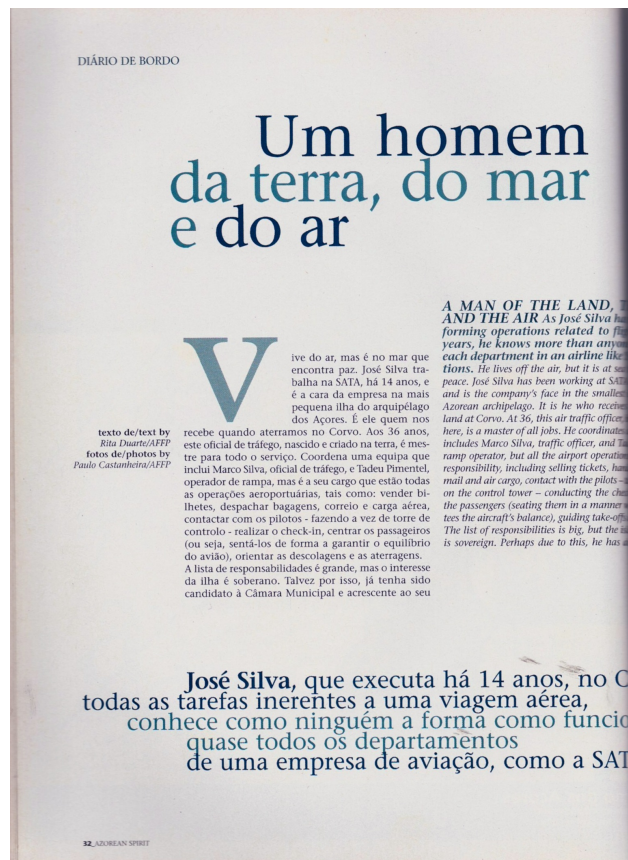 DIÁRIO DE BORDO
Um homem
da terra, do mar
e do ar
Vive do ar, mas é no mar que
encontra paz. José Silva tra-
balha na SATA, há 14 anos, e
é a cara da empresa na mais
pequena ilha do arquipélago
dos Açores. É ele quem nos
recebe quando aterramos no Corvo. Aos 36 anos,
este oficial de tráfego, nascido e criado na terra, é mes-
tre para todo o serviço. Coordena uma equipa que
inclui Marco Silva, oficial de tráfego, e Tadeu Pimentel,
operador de rampa, mas é a seu cargo que estão todas
as operações aeroportuárias, tais como: vender bi-
lhetes, despachar bagagens, correio e carga aérea,
contactar com os pilotos - fazendo a vez de torre de
controlo - realizar o check-in, centrar os passageiros
(ou seja, sentá-los de forma a garantir o equilíbrio
do avião), orientar as descolagens e as aterragens.
A lista de responsabilidades é grande, mas o interesse
da ilha é soberano. Talvez por isso, já tenha sido
candidato à Câmara Municipal e acrescente ao seu
texto de/text by
Rita Duarte/AFFP
fotos de/photos by
Paulo Castanheira/AFFP
A MAN OF THE LAND,
AND THE AIR As José Silva
forming operations related to
years, he knows more than
each department in an airline like
tions. He lives off the air, but it is at
peace. José Silva has been working at
and is the company's face in the
Azorean archipelago. It is he who
land at Corvo. At 36, this air traffic officer,
here, is a master of all jobs. He coordinates
includes Marco Silva, traffic officer, and
ramp operator, but all the airport
responsibility, including selling tickets,
mail and air cargo, contact with the pilots –
on the control tower – conducting the
the passengers (seating them in a manner
tees the aircraft's balance), guiding
The list of responsibilities is big, but the
is sovereign. Perhaps due to this, he has
José Silva, que executa há 14 anos, no
todas as tarefas inerentes a uma viagem aérea,
conhece como ninguém a forma como
quase todos os departamentos
de uma empresa de aviação, como a
32_AZOREAN SPIRIT